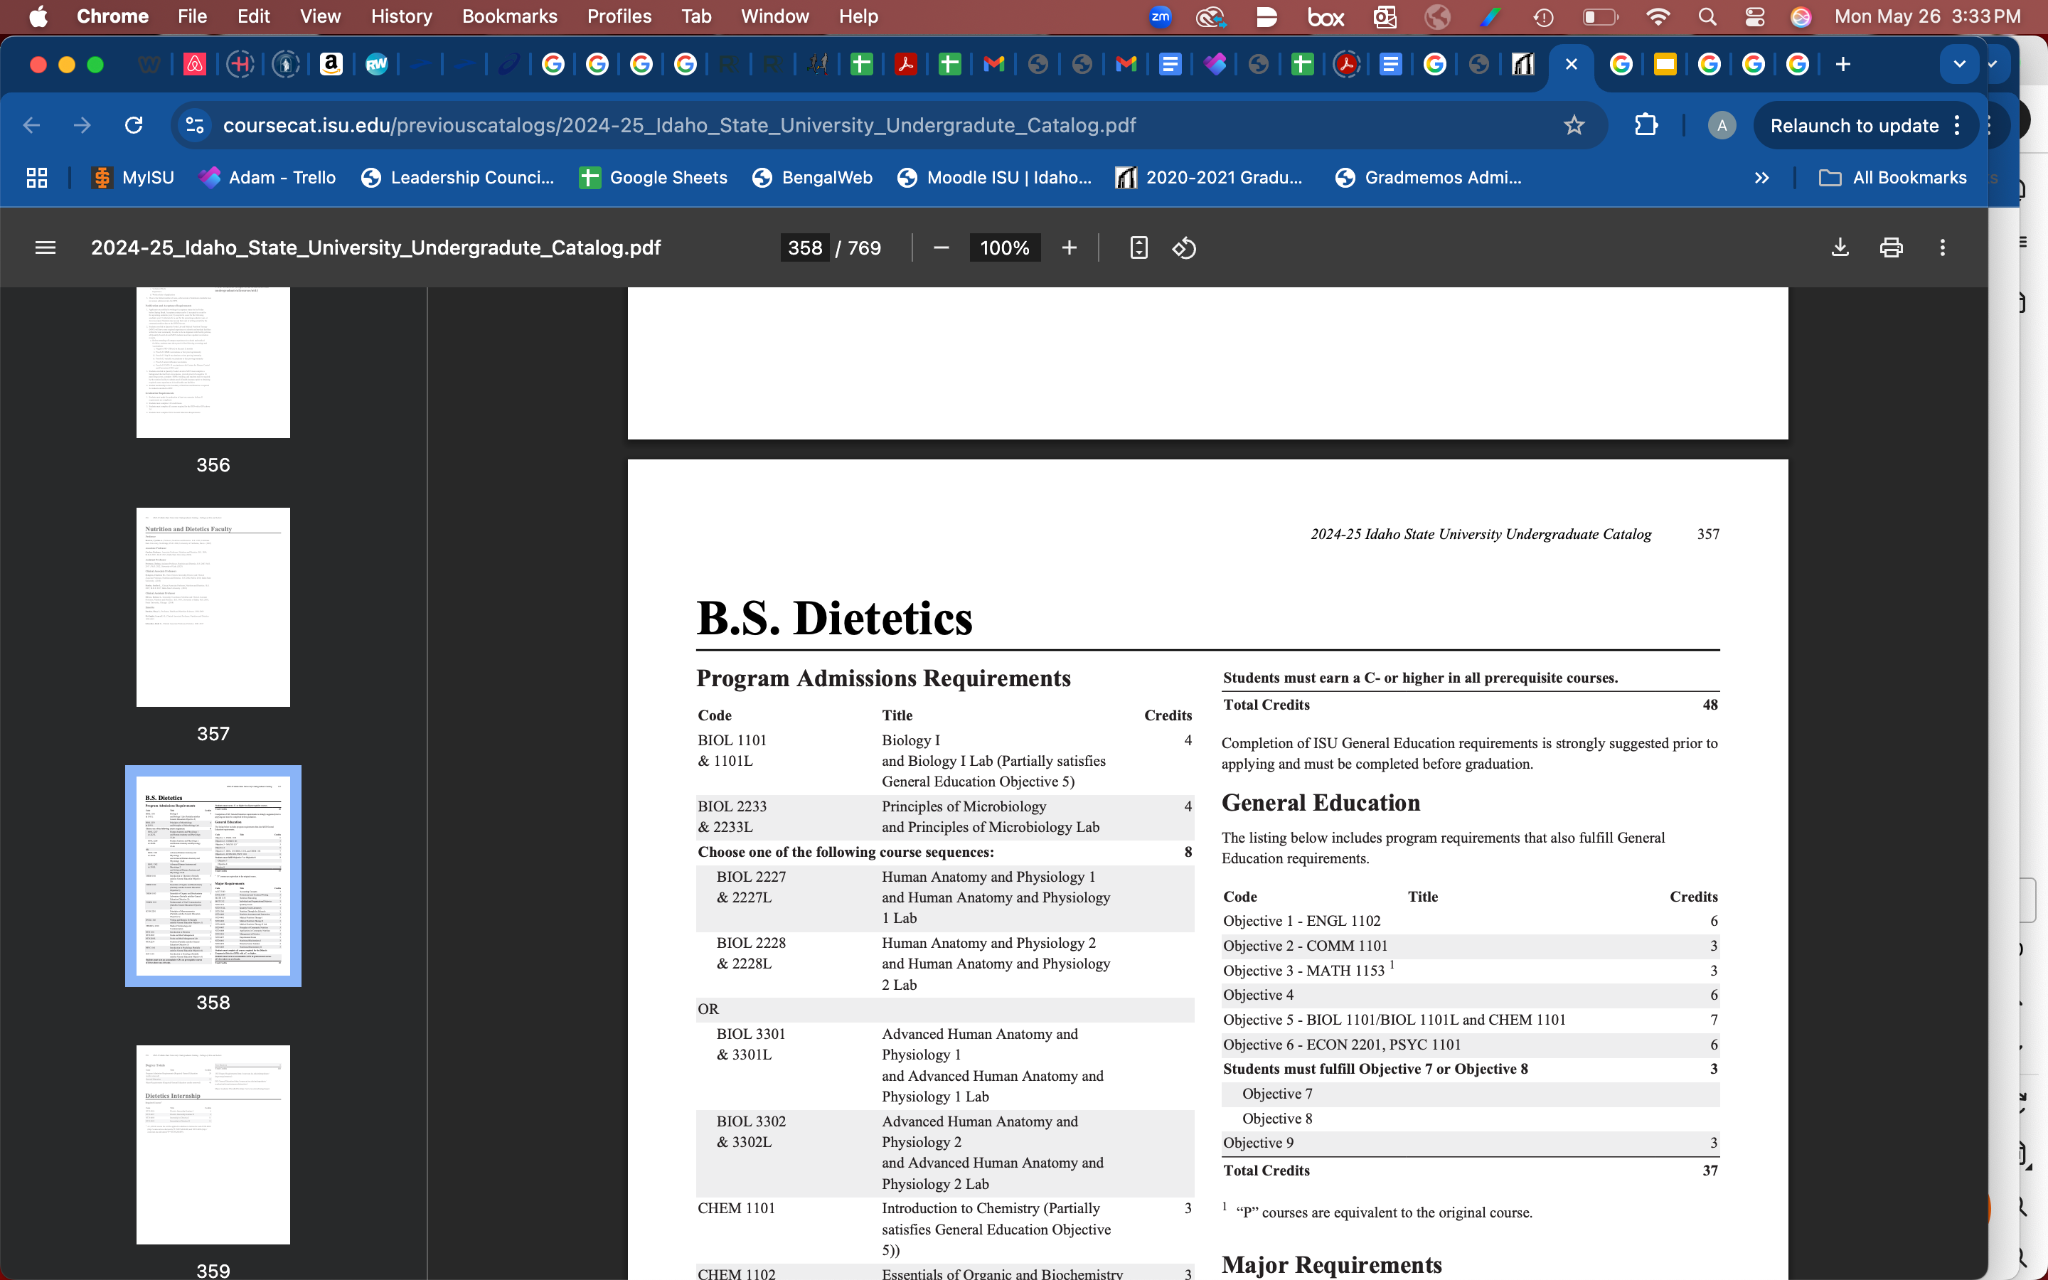 Chrome File Edit View History Bookmarks Profiles Tab Window Help
zm box Mon May 26 3:33 PM
coursecat.isu.edu/previouscatalogs/2024-25_Idaho_State_University_Undergradute_Catalog.pdf
A Relaunch to update
MyISU Adam - Trello Leadership Counci... Google Sheets BengalWeb Moodle ISU | Idaho... 2020-2021 Gradu... Gradmemos Admi... All Bookmarks
2024-25_Idaho_State_University_Undergradute_Catalog.pdf 358 / 769 100%
356
Nutrition and Dietetics Faculty
357
B.S. Dietetics
358
Dietetics Internship
359
2024-25 Idaho State University Undergraduate Catalog 357
B.S. Dietetics
Program Admissions Requirements
Code Title Credits
BIOL 1101 Biology I 4
& 1101L and Biology I Lab (Partially satisfies
General Education Objective 5)
BIOL 2233 Principles of Microbiology 4
& 2233L and Principles of Microbiology Lab
Choose one of the following course sequences: 8
BIOL 2227 Human Anatomy and Physiology 1
& 2227L and Human Anatomy and Physiology
1 Lab
BIOL 2228 Human Anatomy and Physiology 2
& 2228L and Human Anatomy and Physiology
2 Lab
OR
BIOL 3301 Advanced Human Anatomy and
& 3301L Physiology 1
and Advanced Human Anatomy and
Physiology 1 Lab
BIOL 3302 Advanced Human Anatomy and
& 3302L Physiology 2
and Advanced Human Anatomy and
Physiology 2 Lab
CHEM 1101 Introduction to Chemistry (Partially 3
satisfies General Education Objective
5))
CHEM 1102 Essentials of Organic and Biochemistry 3
Students must earn a C- or higher in all prerequisite courses.
Total Credits 48
Completion of ISU General Education requirements is strongly suggested prior to
applying and must be completed before graduation.
General Education
The listing below includes program requirements that also fulfill General
Education requirements.
Code Title Credits
Objective 1 - ENGL 1102 6
Objective 2 - COMM 1101 3
Objective 3 - MATH 1153 1 3
Objective 4 6
Objective 5 - BIOL 1101/BIOL 1101L and CHEM 1101 7
Objective 6 - ECON 2201, PSYC 1101 6
Students must fulfill Objective 7 or Objective 8 3
Objective 7
Objective 8
Objective 9 3
Total Credits 37
1 “P” courses are equivalent to the original course.
Major Requirements